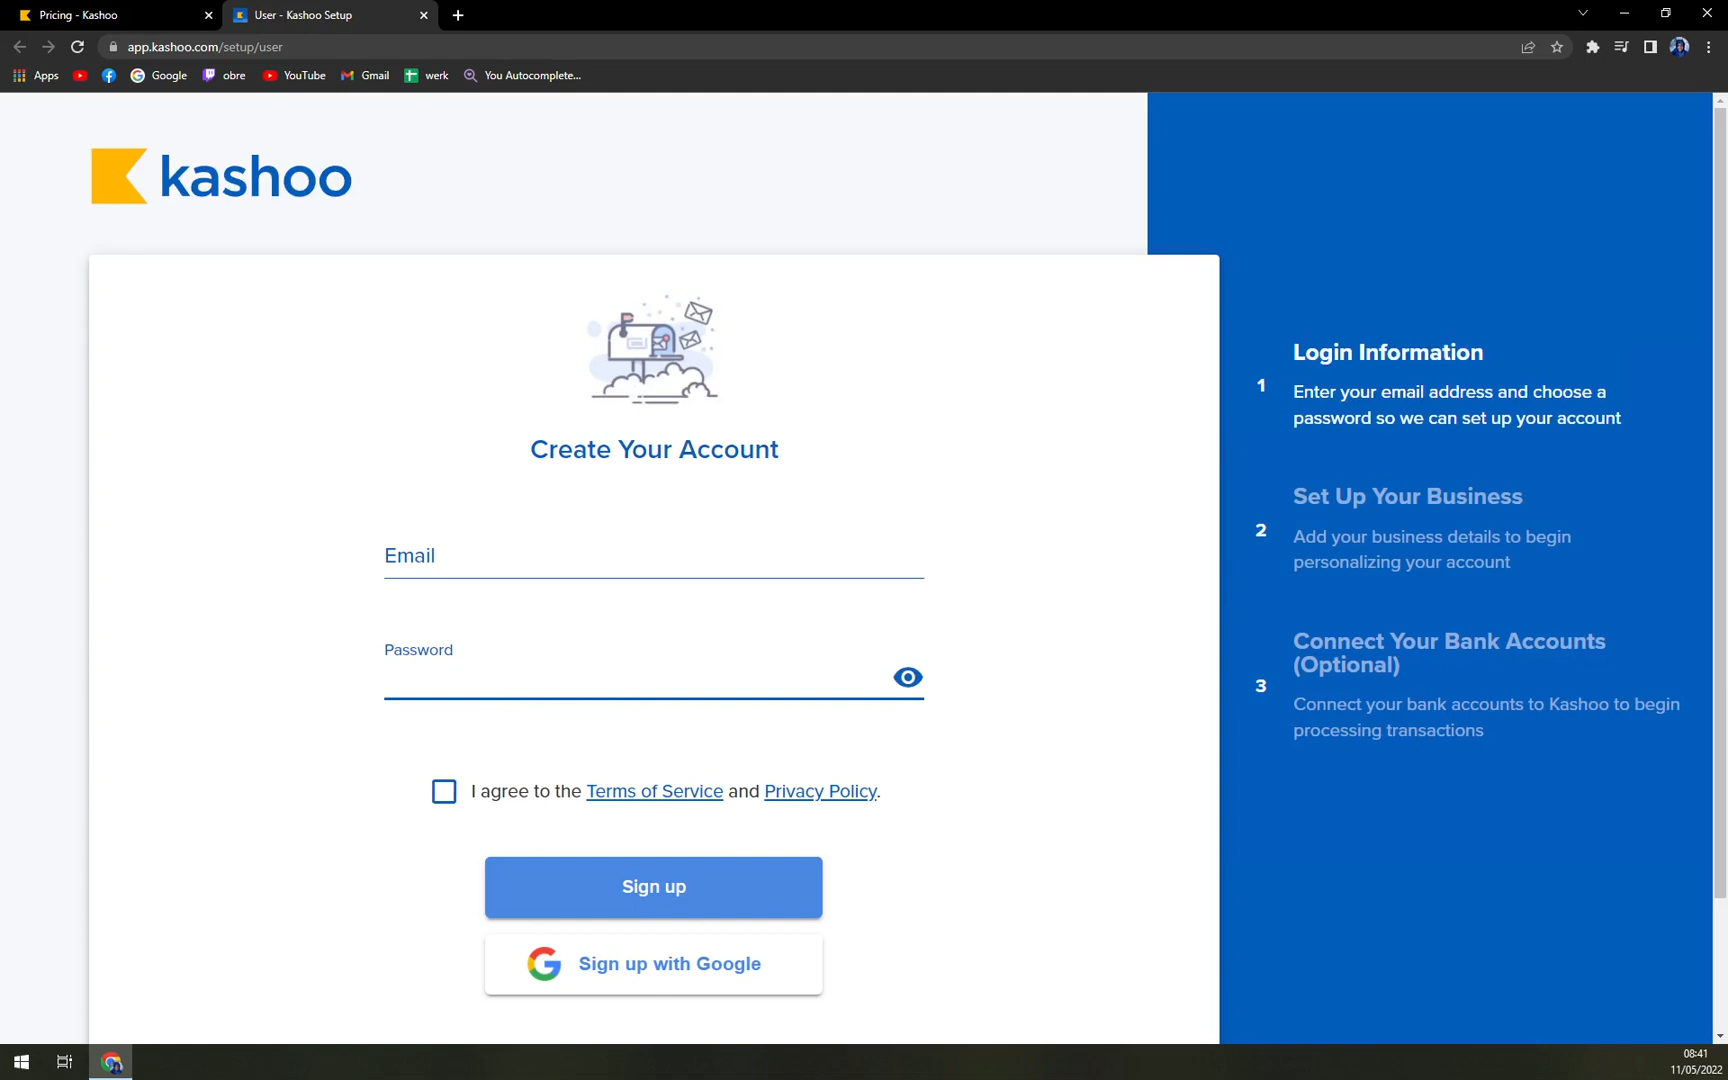 Pricing - Kashoo
User - Kashoo Setup
app.kashoo.com/setup/user
Apps
Google
obre
YouTube
Gmail
werk
You Autocomplete...
kashoo
Create Your Account
Email
Password
I agree to the Terms of Service and Privacy Policy.
Sign up
Sign up with Google
Login Information
1
Enter your email address and choose a
password so we can set up your account
Set Up Your Business
2
Add your business details to begin
personalizing your account
Connect Your Bank Accounts
(Optional)
3
Connect your bank accounts to Kashoo to begin
processing transactions
08:41
11/05/2022